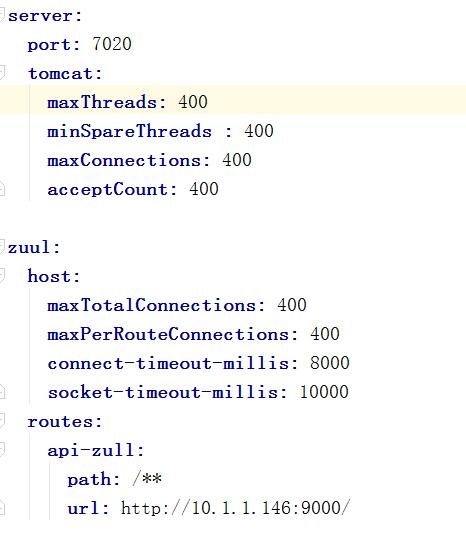 server:
  port: 7020
  tomcat:
    maxThreads: 400
    minSpareThreads : 400
    maxConnections: 400
    acceptCount: 400

zuul:
  host:
    maxTotalConnections: 400
    maxPerRouteConnections: 400
    connect-timeout-millis: 8000
    socket-timeout-millis: 10000
  routes:
    api-zull:
      path: /**
      url: http://10.1.1.146:9000/